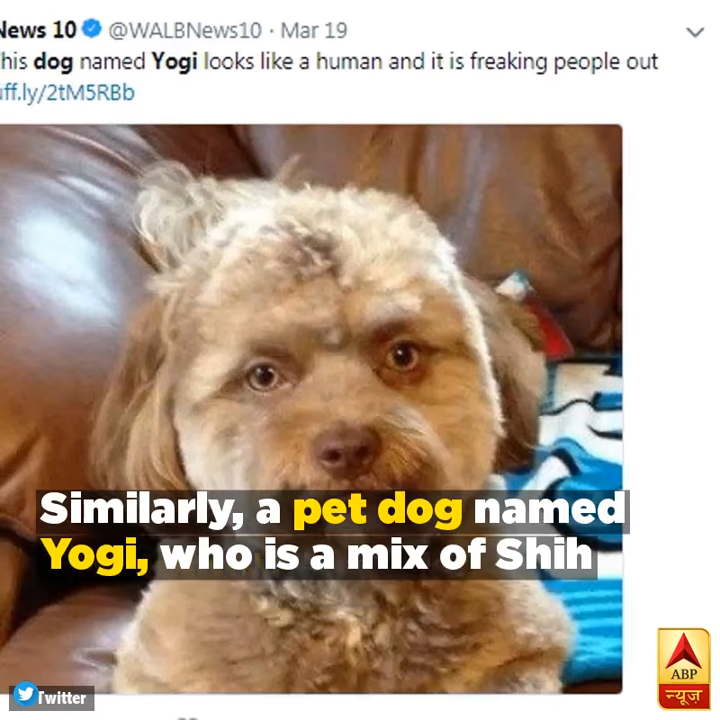 News 10 @WALBNews10 · Mar 19
his dog named Yogi looks like a human and it is freaking people out
ff.ly/2tM5RBb
Similarly, a pet dog named
Yogi, who is a mix of Shih
Twitter
ABP
न्यूज़